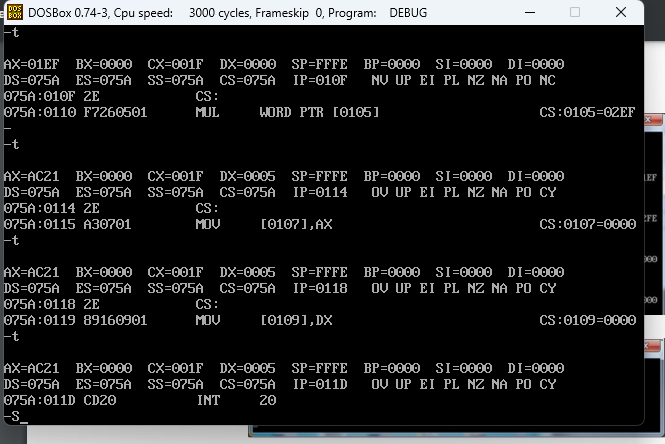 DOSBox 0.74-3, Cpu speed: 3000 cycles, Frameskip 0, Program: DEBUG
-t
AX=01EF BX=0000 CX=001F DX=0000 SP=FFFE BP=0000 SI=0000 DI=0000
DS=075A ES=075A SS=075A CS=075A IP=010F NV UP EI PL NZ NA PO NC
075A:010F 2E CS:
075A:0110 F7260501 MUL WORD PTR [0105] CS:0105=02EF
-
-t
AX=AC21 BX=0000 CX=001F DX=0005 SP=FFFE BP=0000 SI=0000 DI=0000
DS=075A ES=075A SS=075A CS=075A IP=0114 OV UP EI PL NZ NA PO CY
075A:0114 2E CS:
075A:0115 A30701 MOV [0107],AX CS:0107=0000
-t
AX=AC21 BX=0000 CX=001F DX=0005 SP=FFFE BP=0000 SI=0000 DI=0000
DS=075A ES=075A SS=075A CS=075A IP=0118 OV UP EI PL NZ NA PO CY
075A:0118 2E CS:
075A:0119 89160901 MOV [0109],DX CS:0109=0000
-t
AX=AC21 BX=0000 CX=001F DX=0005 SP=FFFE BP=0000 SI=0000 DI=0000
DS=075A ES=075A SS=075A CS=075A IP=011D OV UP EI PL NZ NA PO CY
075A:011D CD20 INT 20
-S_